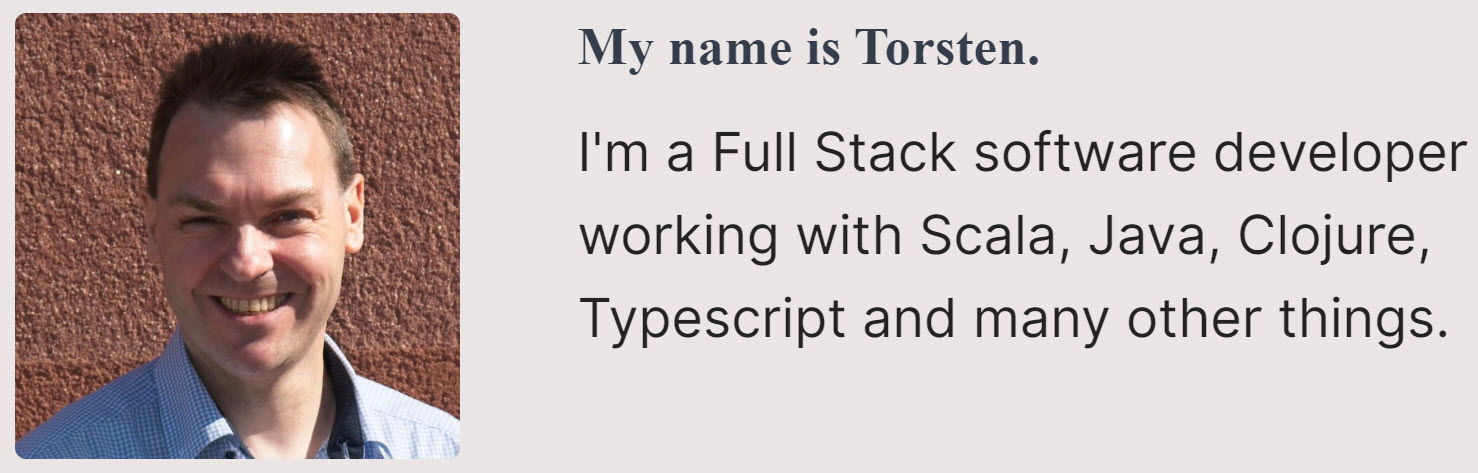 My name is Torsten.
I'm a Full Stack software developer
working with Scala, Java, Clojure,
Typescript and many other things.